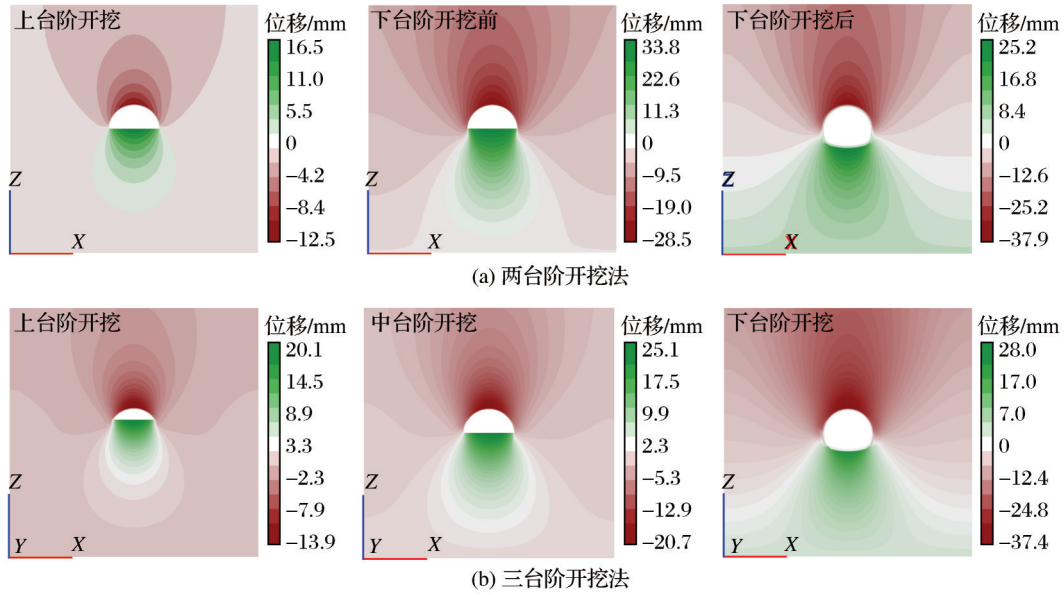 上台阶开挖
位移/mm
16.5
11.0
5.5
0
−4.2
−8.4
−12.5
Z
X
下台阶开挖前
位移/mm
33.8
22.6
11.3
0
−9.5
−19.0
−28.5
Z
X
下台阶开挖后
位移/mm
25.2
16.8
8.4
0
−12.6
−25.2
−37.9
Z
X
(a) 两台阶开挖法
上台阶开挖
位移/mm
20.1
14.5
8.9
3.3
−2.3
−7.9
−13.9
Z
Y X
中台阶开挖
位移/mm
25.1
17.5
9.9
2.3
−5.3
−12.9
−20.7
Z
Y X
下台阶开挖
位移/mm
28.0
17.0
7.0
0
−12.4
−24.8
−37.4
Z
Y X
(b) 三台阶开挖法